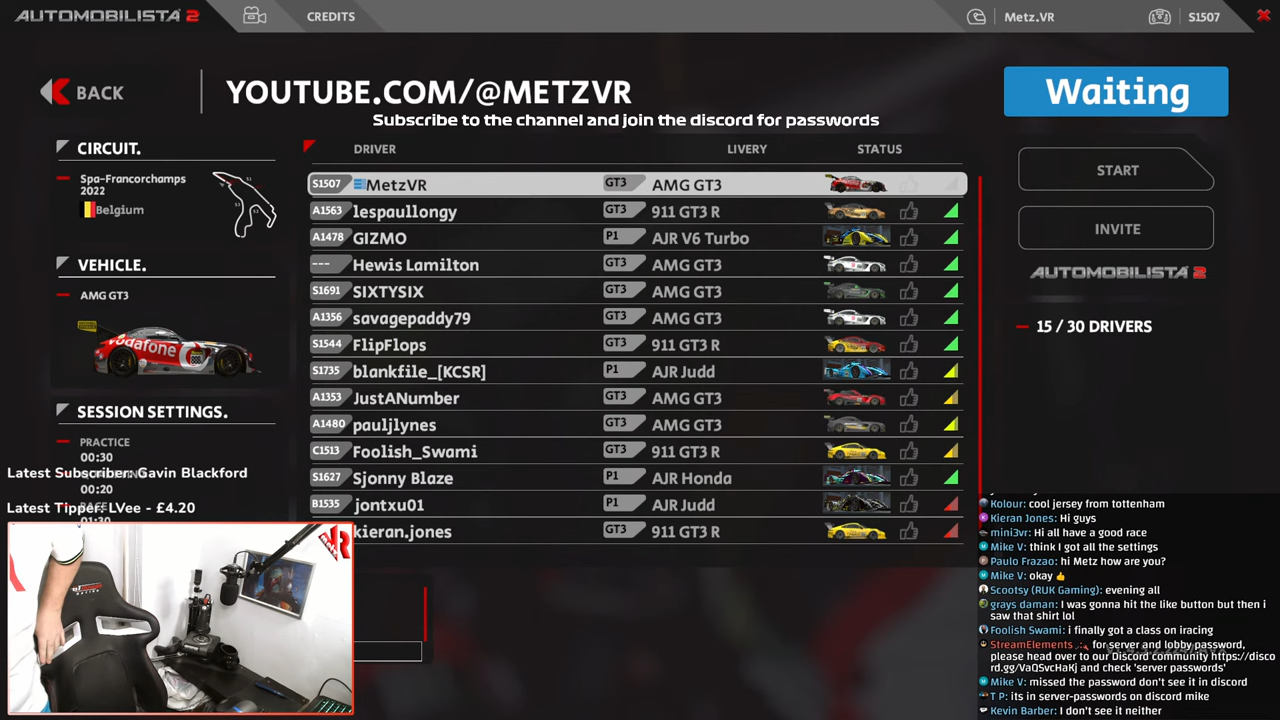 AUTOMOBILISTA 2
CREDITS
Metz.VR
S1507
BACK
YOUTUBE.COM/@METZVR
Waiting
Subscribe to the channel and join the discord for passwords
CIRCUIT.
Spa-Francorchamps
2022
Belgium
VEHICLE.
AMG GT3
vodafone
SESSION SETTINGS.
PRACTICE
00:30
00:20
Latest Subscriber: Gavin Blackford
Latest Tipper: LVee - £4.20
DRIVER LIVERY STATUS
S1507 MetzVR GT3 AMG GT3
A1563 lespaullongy GT3 911 GT3 R
A1478 GIZMO P1 AJR V6 Turbo
--- Hewis Lamilton GT3 AMG GT3
S1691 SIXTYSIX GT3 AMG GT3
A1356 savagepaddy79 GT3 AMG GT3
S1544 FlipFlops GT3 911 GT3 R
S1735 blankfile_[KCSR] P1 AJR Judd
A1353 JustANumber GT3 AMG GT3
A1480 pauljlynes GT3 AMG GT3
C1513 Foolish_Swami GT3 911 GT3 R
S1627 Sjonny Blaze P1 AJR Honda
B1535 jontxu01 P1 AJR Judd
kieran.jones GT3 911 GT3 R
START
INVITE
AUTOMOBILISTA 2
15 / 30 DRIVERS
Kolour: cool jersey from tottenham
Kieran Jones: Hi guys
mini3vr: Hi all have a good race
Mike V: think I got all the settings
Paulo Frazao: hi Metz how are you?
Mike V: okay 👍
Scootsy (RUK Gaming): evening all
grays daman: I was gonna hit the like button but then i
saw that shirt lol
Foolish Swami: i finally got a class on iracing
StreamElements: for server and lobby password,
please head over to our Discord community https://disco
rd.gg/VaQSvcHaKj and check 'server passwords'
Mike V: missed the password don't see it in discord
T P: its in server-passwords on discord mike
Kevin Barber: I don't see it neither